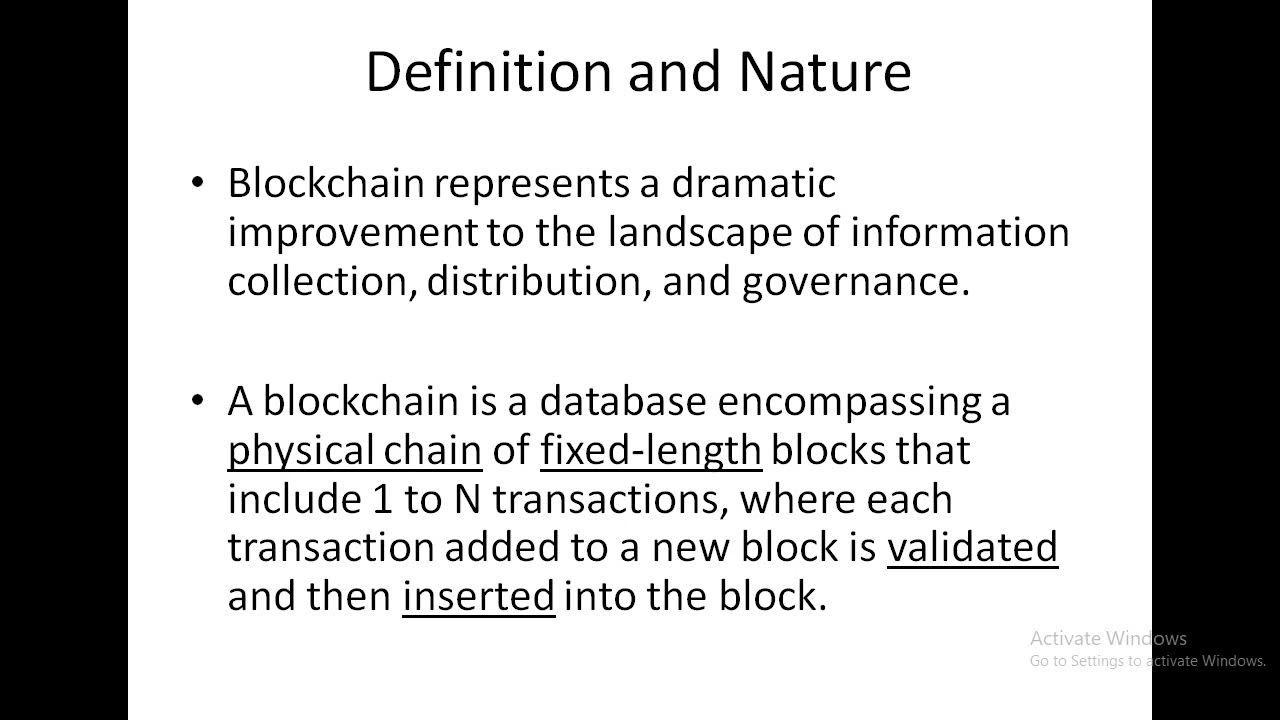 Definition and Nature
• Blockchain represents a dramatic
improvement to the landscape of information
collection, distribution, and governance.
• A blockchain is a database encompassing a
physical chain of fixed-length blocks that
include 1 to N transactions, where each
transaction added to a new block is validated
and then inserted into the block.
Activate Windows
Go to Settings to activate Windows.